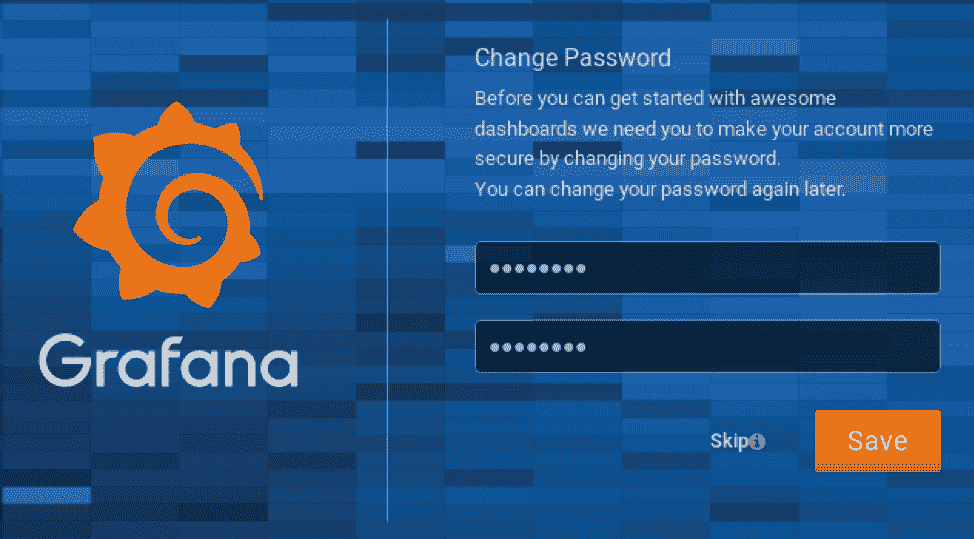 Grafana
Change Password
Before you can get started with awesome
dashboards we need you to make your account more
secure by changing your password.
You can change your password again later.
••••••••
••••••••
Skip
Save